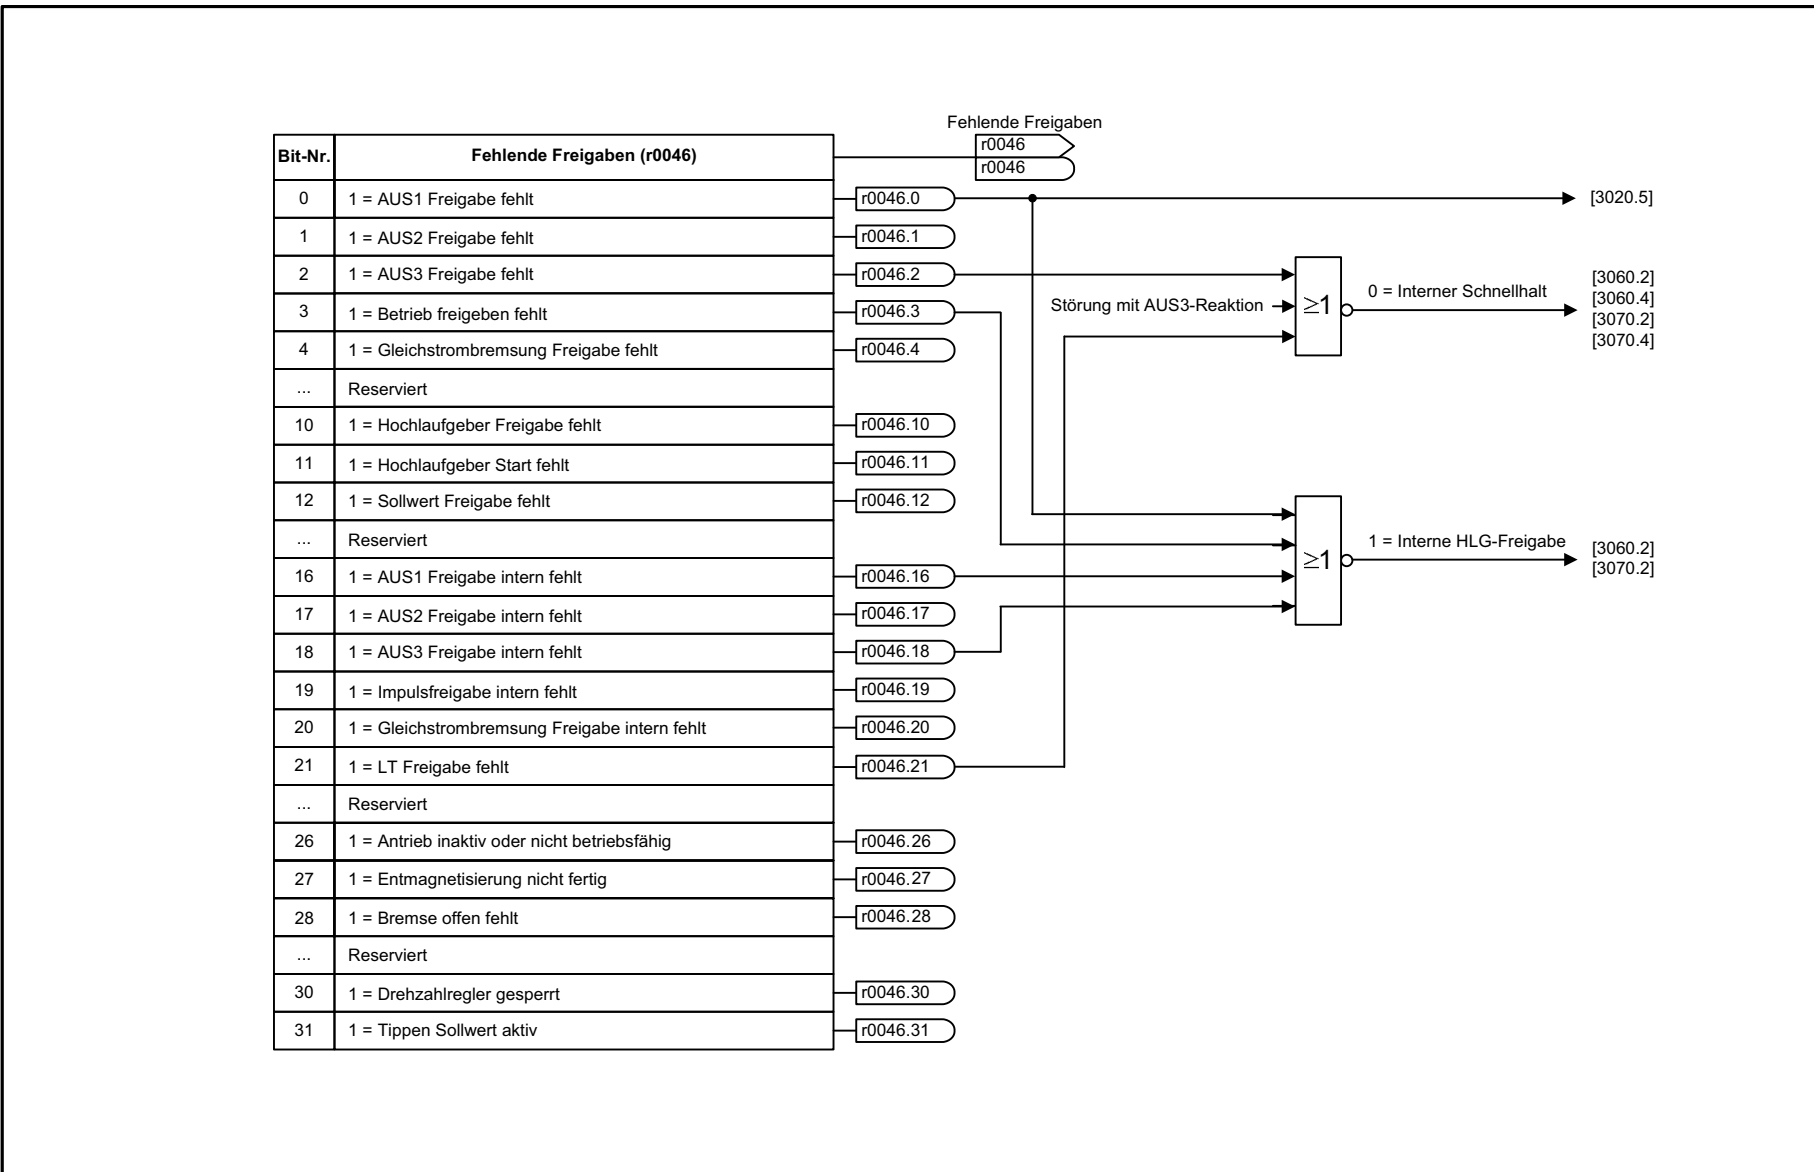 Fehlende Freigaben
r0046
r0046
Bit-Nr. Fehlende Freigaben (r0046)
0 1 = AUS1 Freigabe fehlt r0046.0 [3020.5]
1 1 = AUS2 Freigabe fehlt r0046.1
2 1 = AUS3 Freigabe fehlt r0046.2
3 1 = Betrieb freigeben fehlt r0046.3
4 1 = Gleichstrombremsung Freigabe fehlt r0046.4
... Reserviert
10 1 = Hochlaufgeber Freigabe fehlt r0046.10
11 1 = Hochlaufgeber Start fehlt r0046.11
12 1 = Sollwert Freigabe fehlt r0046.12
... Reserviert
16 1 = AUS1 Freigabe intern fehlt r0046.16
17 1 = AUS2 Freigabe intern fehlt r0046.17
18 1 = AUS3 Freigabe intern fehlt r0046.18
19 1 = Impulsfreigabe intern fehlt r0046.19
20 1 = Gleichstrombremsung Freigabe intern fehlt r0046.20
21 1 = LT Freigabe fehlt r0046.21
... Reserviert
26 1 = Antrieb inaktiv oder nicht betriebsfähig r0046.26
27 1 = Entmagnetisierung nicht fertig r0046.27
28 1 = Bremse offen fehlt r0046.28
... Reserviert
30 1 = Drehzahlregler gesperrt r0046.30
31 1 = Tippen Sollwert aktiv r0046.31
Störung mit AUS3-Reaktion
≥1
0 = Interner Schnellhalt
[3060.2]
[3060.4]
[3070.2]
[3070.4]
≥1
1 = Interne HLG-Freigabe
[3060.2]
[3070.2]